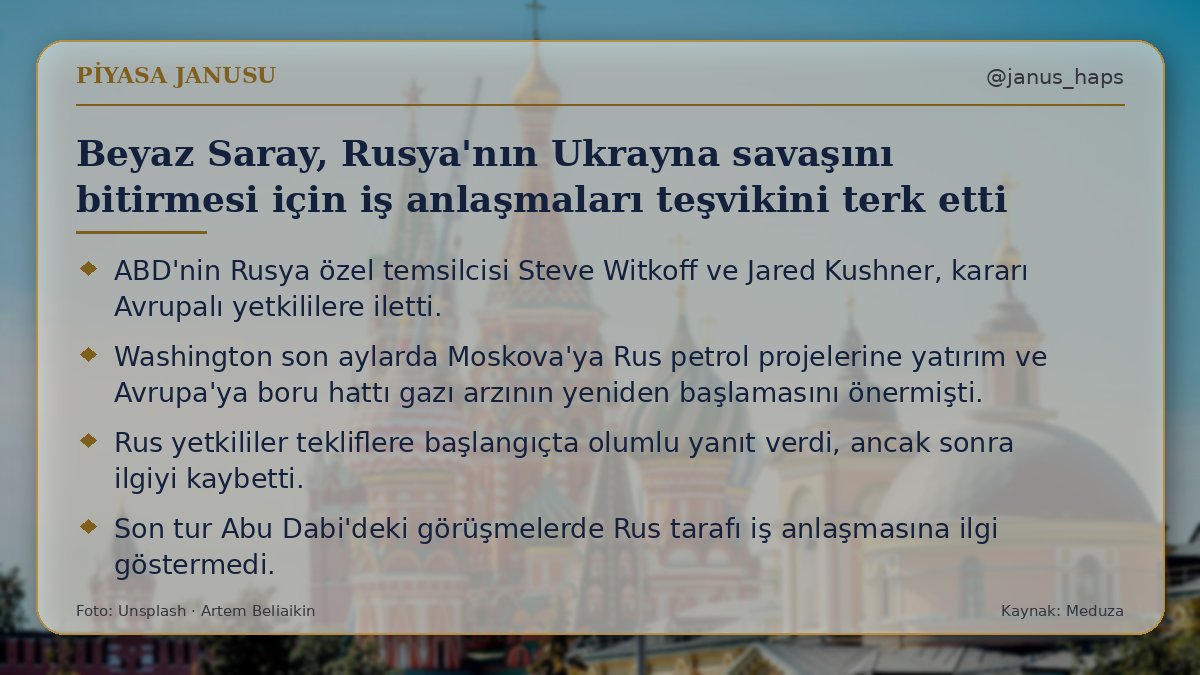 PİYASA JANUSU
@janus_haps
Beyaz Saray, Rusya'nın Ukrayna savaşını
bitirmesi için iş anlaşmaları teşvikini terk etti
ABD'nin Rusya özel temsilcisi Steve Witkoff ve Jared Kushner, kararı
Avrupalı yetkililere iletti.
Washington son aylarda Moskova'ya Rus petrol projelerine yatırım ve
Avrupa'ya boru hattı gazı arzının yeniden başlamasını önermişti.
Rus yetkililer tekliflere başlangıçta olumlu yanıt verdi, ancak sonra
ilgiyi kaybetti.
Son tur Abu Dabi'deki görüşmelerde Rus tarafı iş anlaşmasına ilgi
göstermedi.
Foto: Unsplash · Artem Beliaikin
Kaynak: Meduza